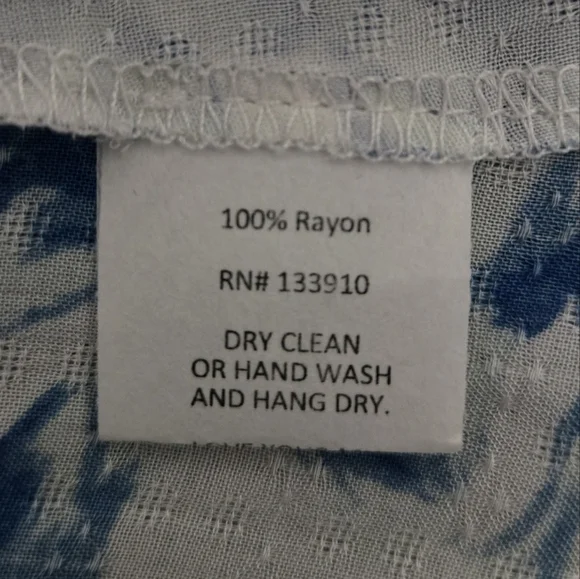 100% Rayon
RN# 133910
DRY CLEAN
OR HAND WASH
AND HANG DRY.